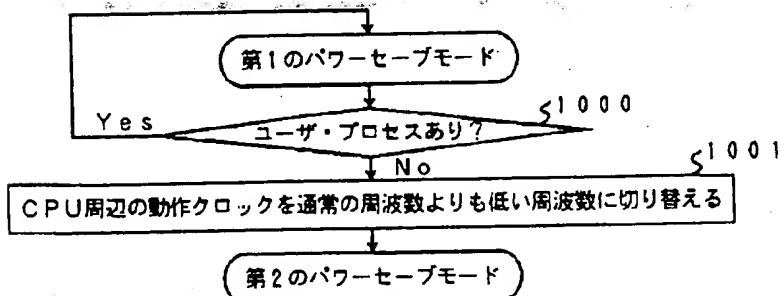 第1のパワーセーブモード
1000
Yes
ユーザ・プロセスあり?
1001
No
CPU周辺の動作クロックを通常の周波数よりも低い周波数に切り替える
第2のパワーセーブモード